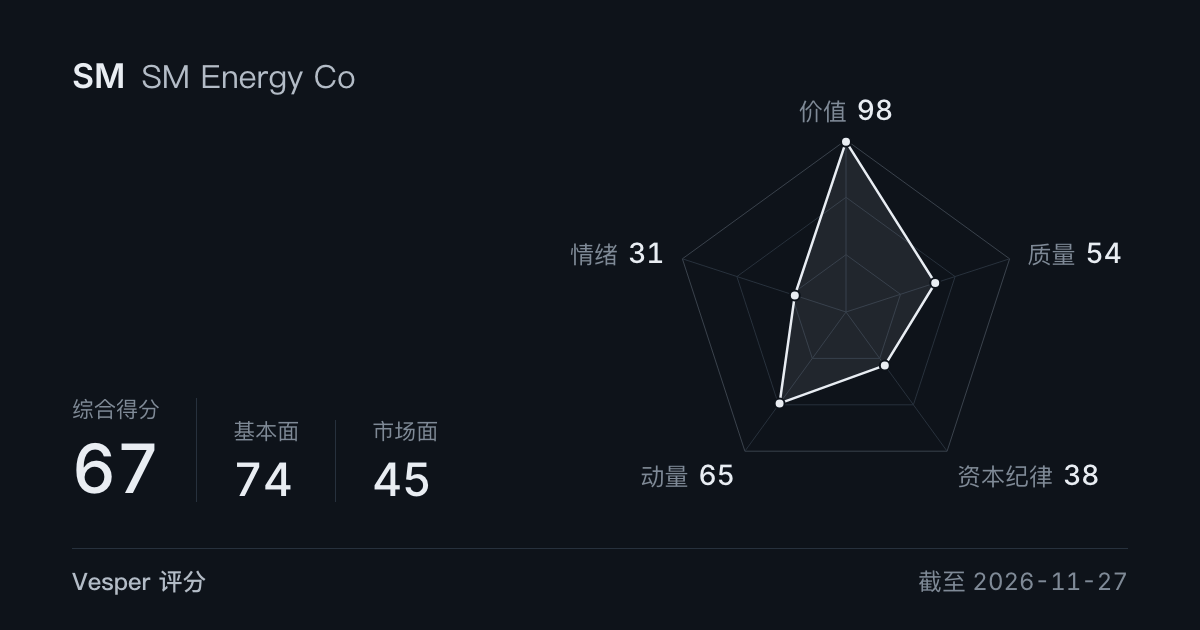 SM SM Energy Co
价值 98
情绪 31
质量 54
动量 65
资本纪律 38
综合得分
67
基本面
74
市场面
45
Vesper 评分
截至 2026-11-27